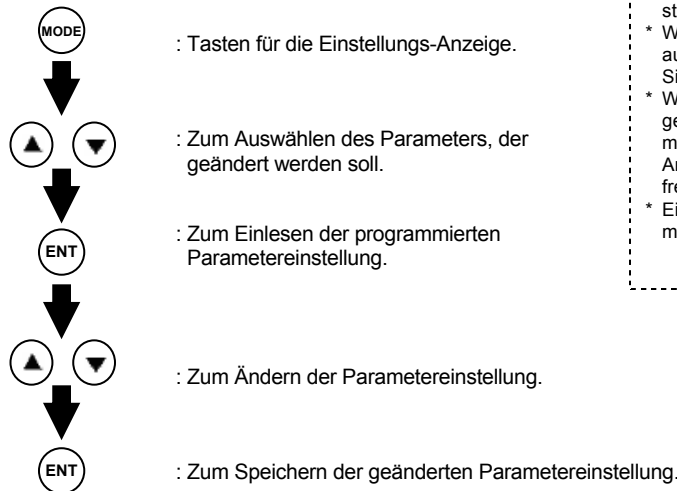 MODE
: Tasten für die Einstellungs-Anzeige.
: Zum Auswählen des Parameters, der
geändert werden soll.
ENT
: Zum Einlesen der programmierten
Parametereinstellung.
: Zum Ändern der Parametereinstellung.
ENT
: Zum Speichern der geänderten Parametereinstellung.
*
*
*